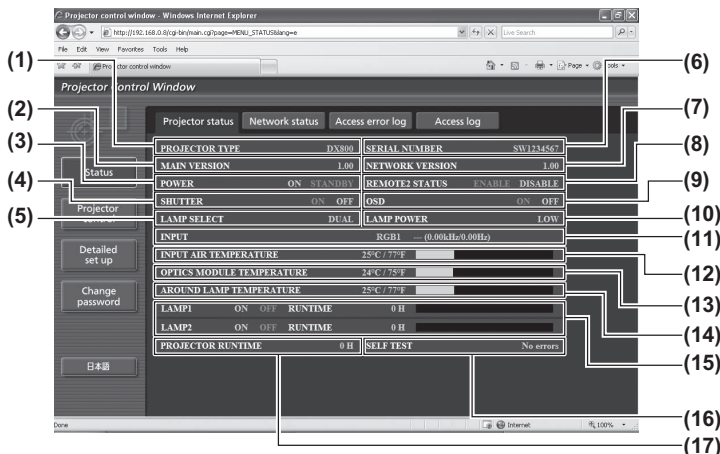 Projector control window - Windows Internet Explorer
http://192.168.0.8/cgi-bin/main.cgi?page=MENU_STATUS&lang=e
Live Search
File Edit View Favorites Tools Help
control window
Page
Control Window
Projector status Network status Access error log Access log
PROJECTOR TYPE DX800 SERIAL NUMBER SW1234567
MAIN VERSION 1.00 NETWORK VERSION 1.00
POWER ON STANDBY REMOTE2 STATUS ENABLE DISABLE
SHUTTER ON OFF OSD ON OFF
LAMP SELECT DUAL LAMP POWER LOW
INPUT RGB1 — (0.00kHz/0.00Hz)
INPUT AIR TEMPERATURE 25°C / 77°F
OPTICS MODULE TEMPERATURE 24°C / 75°F
AROUND LAMP TEMPERATURE 25°C / 77°F
LAMP1 ON OFF RUNTIME 0 H
LAMP2 ON OFF RUNTIME 0 H
PROJECTOR RUNTIME 0 H SELF TEST No errors
Status
Projector
control
Detailed
set up
Change
password
日本語
Done
Internet
100%
(1)
(2)
(3)
(4)
(5)
(6)
(7)
(8)
(9)
(10)
(11)
(12)
(13)
(14)
(15)
(16)
(17)